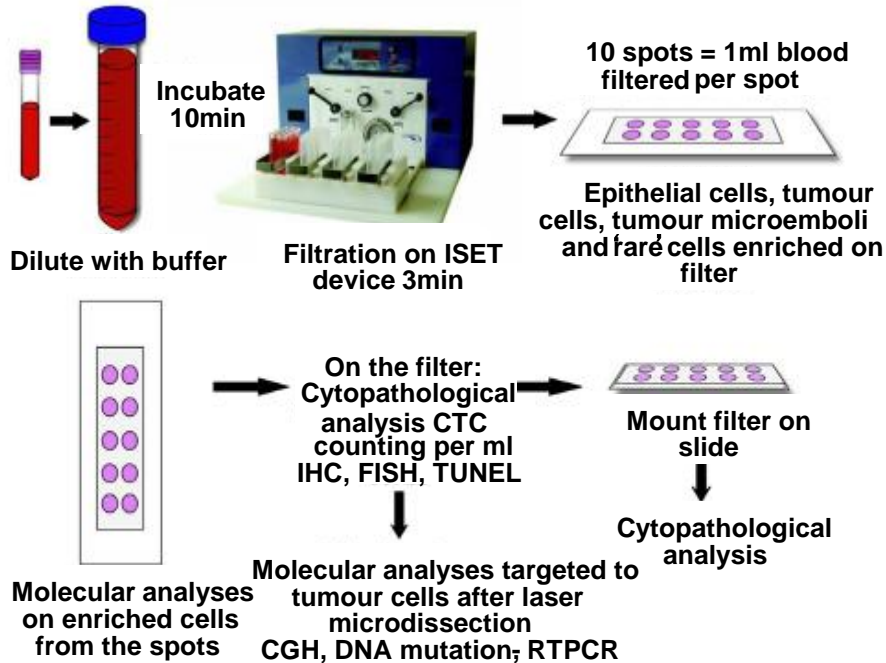 Incubate
10min
10 spots = 1ml blood
filtered per spot
Dilute with buffer
Filtration on ISET
device 3min
Epithelial cells, tumour
cells, tumour microemboli
and 'rare' cells enriched on
filter
On the filter:
Cytopathological
analysis CTC
counting per ml
IHC, FISH, TUNEL
Mount filter on
slide
Cytopathological
analysis
Molecular analyses
on enriched cells
from the spots
Molecular analyses targeted to
tumour cells after laser
microdissection
CGH, DNA mutation, RTPCR